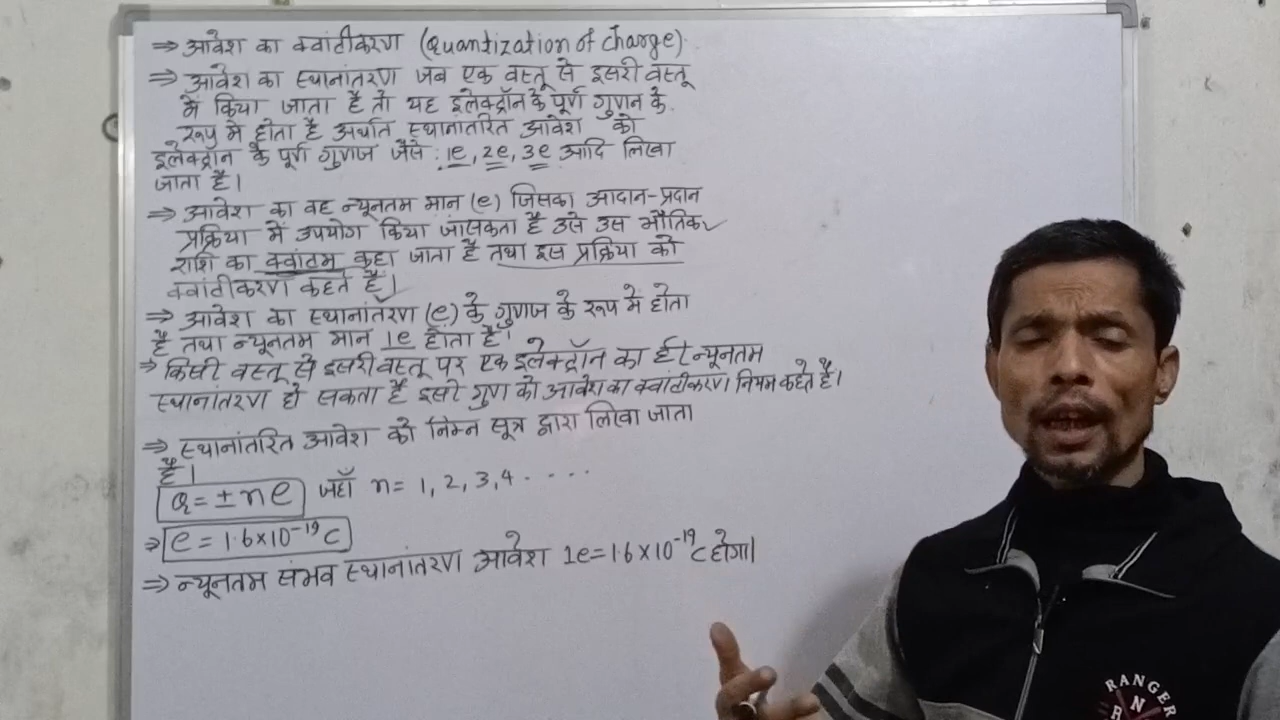 ⇒ आवेश का क्वांटीकरण (Quantization of Charge)
⇒ आवेश का स्थानांतरण जब एक वस्तू से दुसरी वस्तू
में किया जाता है तो यह इलेक्ट्रॉन के पूर्ण गुणन के
रूप में होता है अर्थात स्थानांतरित आवेश को
इलेक्ट्रॉन के पूर्ण गुणज जैसे : 1e, 2e, 3e आदि लिखा
जाता है।
⇒ आवेश का वह न्यूनतम मान (e) जिसका आदान-प्रदान
प्रक्रिया में उपयोग किया जासकता है उसे उस भौतिक
राशि का क्वांटम कहा जाता है तथा इस प्रक्रिया को
क्वांटीकरण कहते हैं।
⇒ आवेश का स्थानांतरण (e) के गुणज के रूप में होता
है तथा न्यूनतम मान 1e होता है।
⇒ किसी वस्तू से दुसरी वस्तू पर एक इलेक्ट्रॉन का ही न्यूनतम
स्थानांतरण हो सकता है इसी गुण को आवेश का क्वांटीकरण नियम कहते हैं।
⇒ स्थानांतरित आवेश को निम्न सूत्र द्वारा लिखा जाता
है।
Q = ± ne जहाँ n = 1, 2, 3, 4 . . . .
⇒ e = 1.6 × 10⁻¹⁹ C
⇒ न्यूनतम संभव स्थानांतरण आवेश 1e = 1.6 × 10⁻¹⁹ C होगा।
RANGER
R N